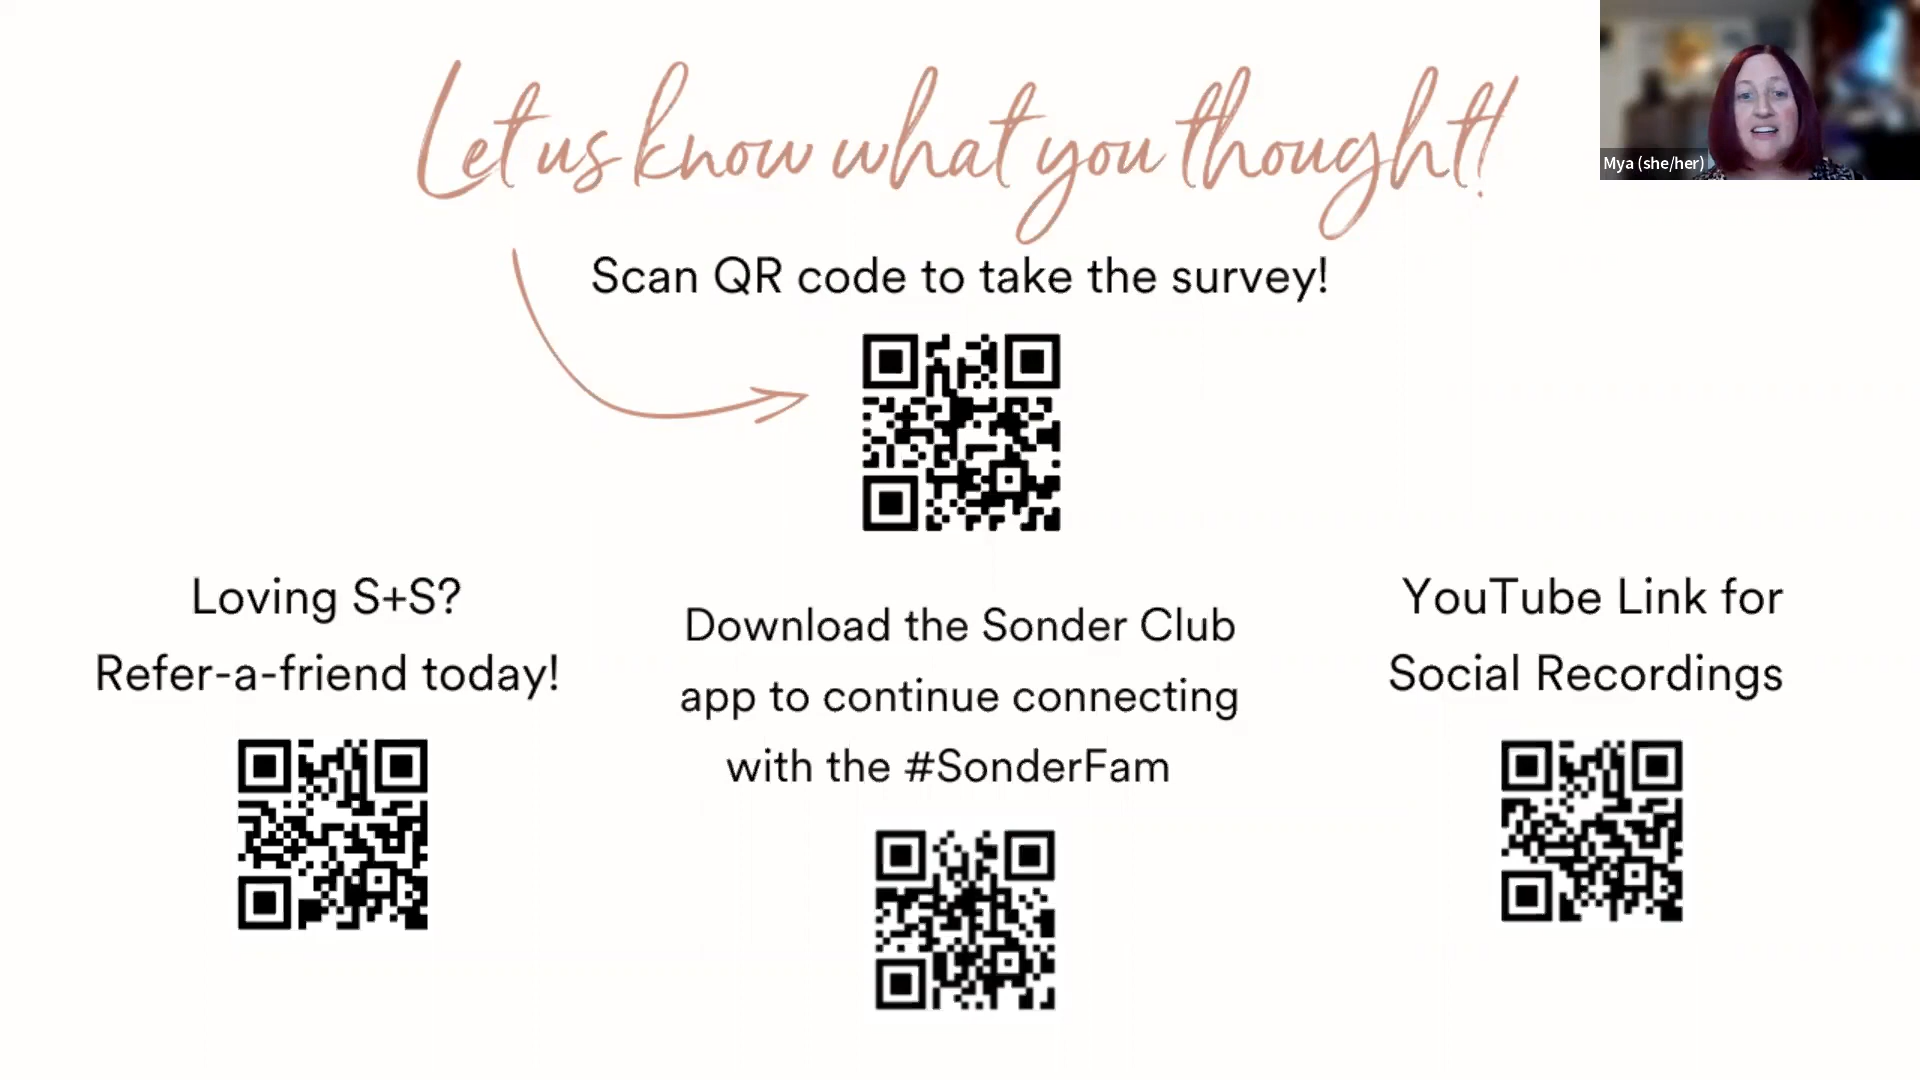 Let us know what you thought!
Mya (she/her)
Scan QR code to take the survey!
Loving S+S?
Refer-a-friend today!
Download the Sonder Club
app to continue connecting
with the #SonderFam
YouTube Link for
Social Recordings